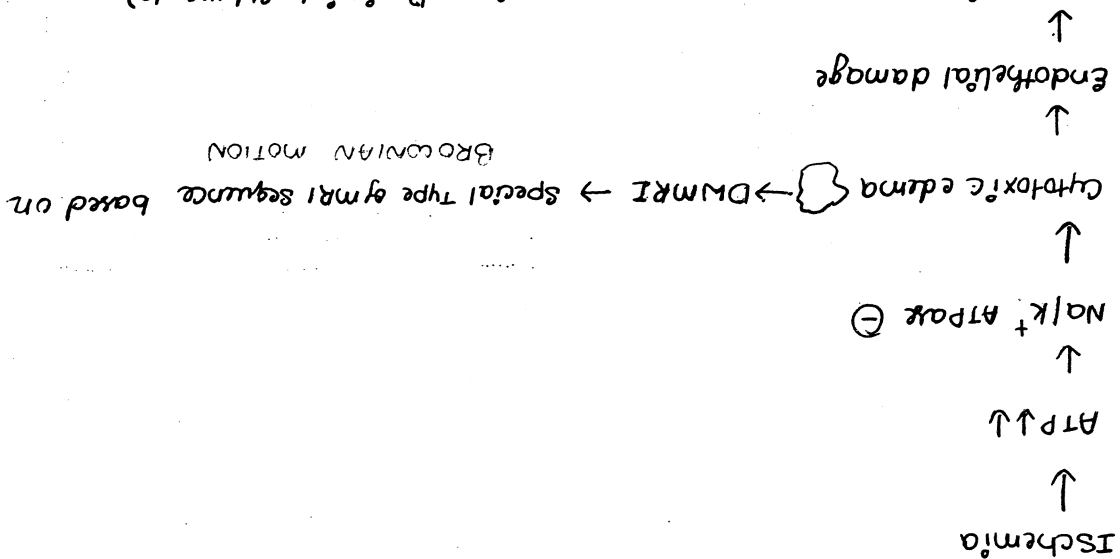 Ischemia
↓
ATP ↓↓
↓
Na/K+ ATPase ⊖
↓
Cytotoxic edema → DWMRI → Special Type of MRI Sequence based on
BROWNIAN MOTION
↓
Endothelial damage
↓